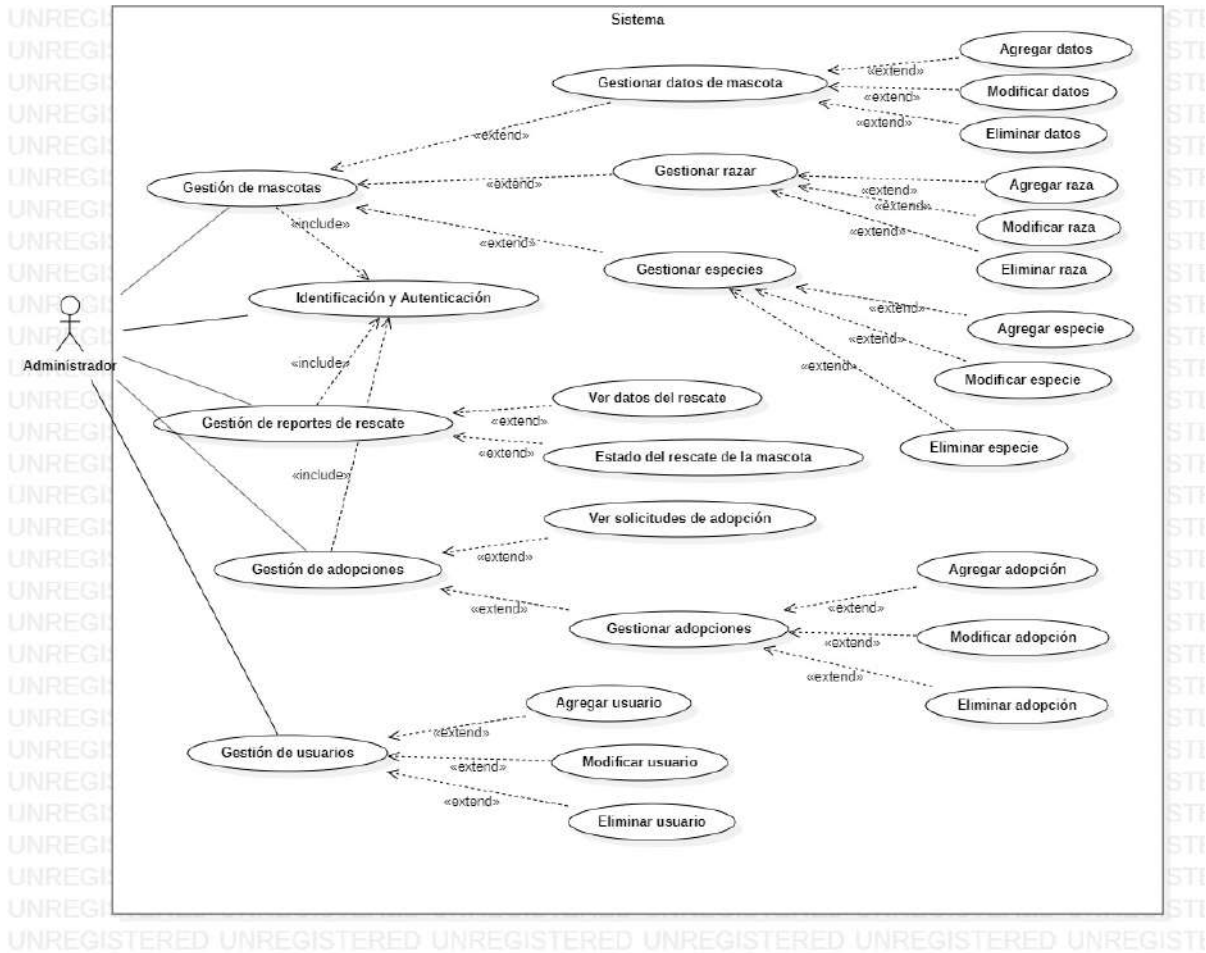 Sistema
Agregar datos
«extend»
Gestionar datos de mascota
Modificar datos
«extend»
«extend»
Eliminar datos
«extend»
Gestionar razar
Gestión de mascotas
«extend»
Agregar raza
«extend»
«extend»
«include»
Modificar raza
«extend»
«extend»
Gestionar especies
Eliminar raza
Identificación y Autenticación
«extend»
Agregar especie
«extend»
Administrador
«include»
«extend»
Modificar especie
Ver datos del rescate
«extend»
Gestión de reportes de rescate
Eliminar especie
«extend»
Estado del rescate de la mascota
«include»
Ver solicitudes de adopción
«extend»
Gestión de adopciones
Agregar adopción
«extend»
«extend»
Gestionar adopciones
Modificar adopción
«extend»
«extend»
Agregar usuario
Eliminar adopción
«extend»
Gestión de usuarios
Modificar usuario
«extend»
«extend»
Eliminar usuario
UNREGISTERED UNREGISTERED UNREGISTERED UNREGISTERED UNREGISTERED UNREGISTE